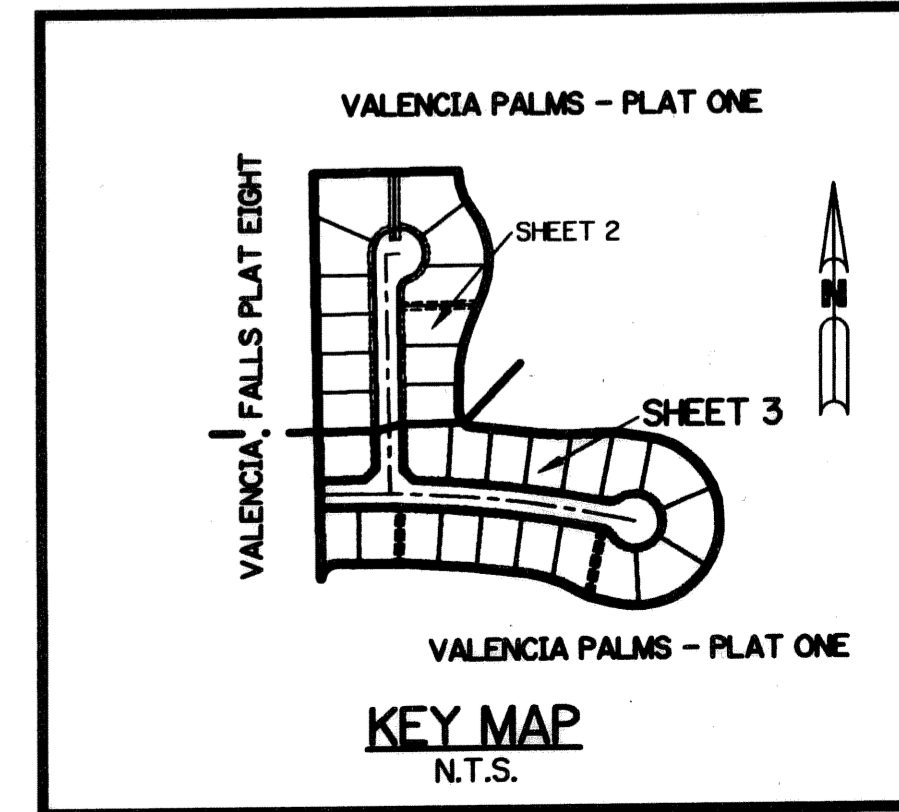 VALENCIA PALMS - PLAT ONE
VALENCIA FALLS PLAT EIGHT
SHEET 2
N
SHEET 3
VALENCIA PALMS - PLAT ONE
KEY MAP
N.T.S.